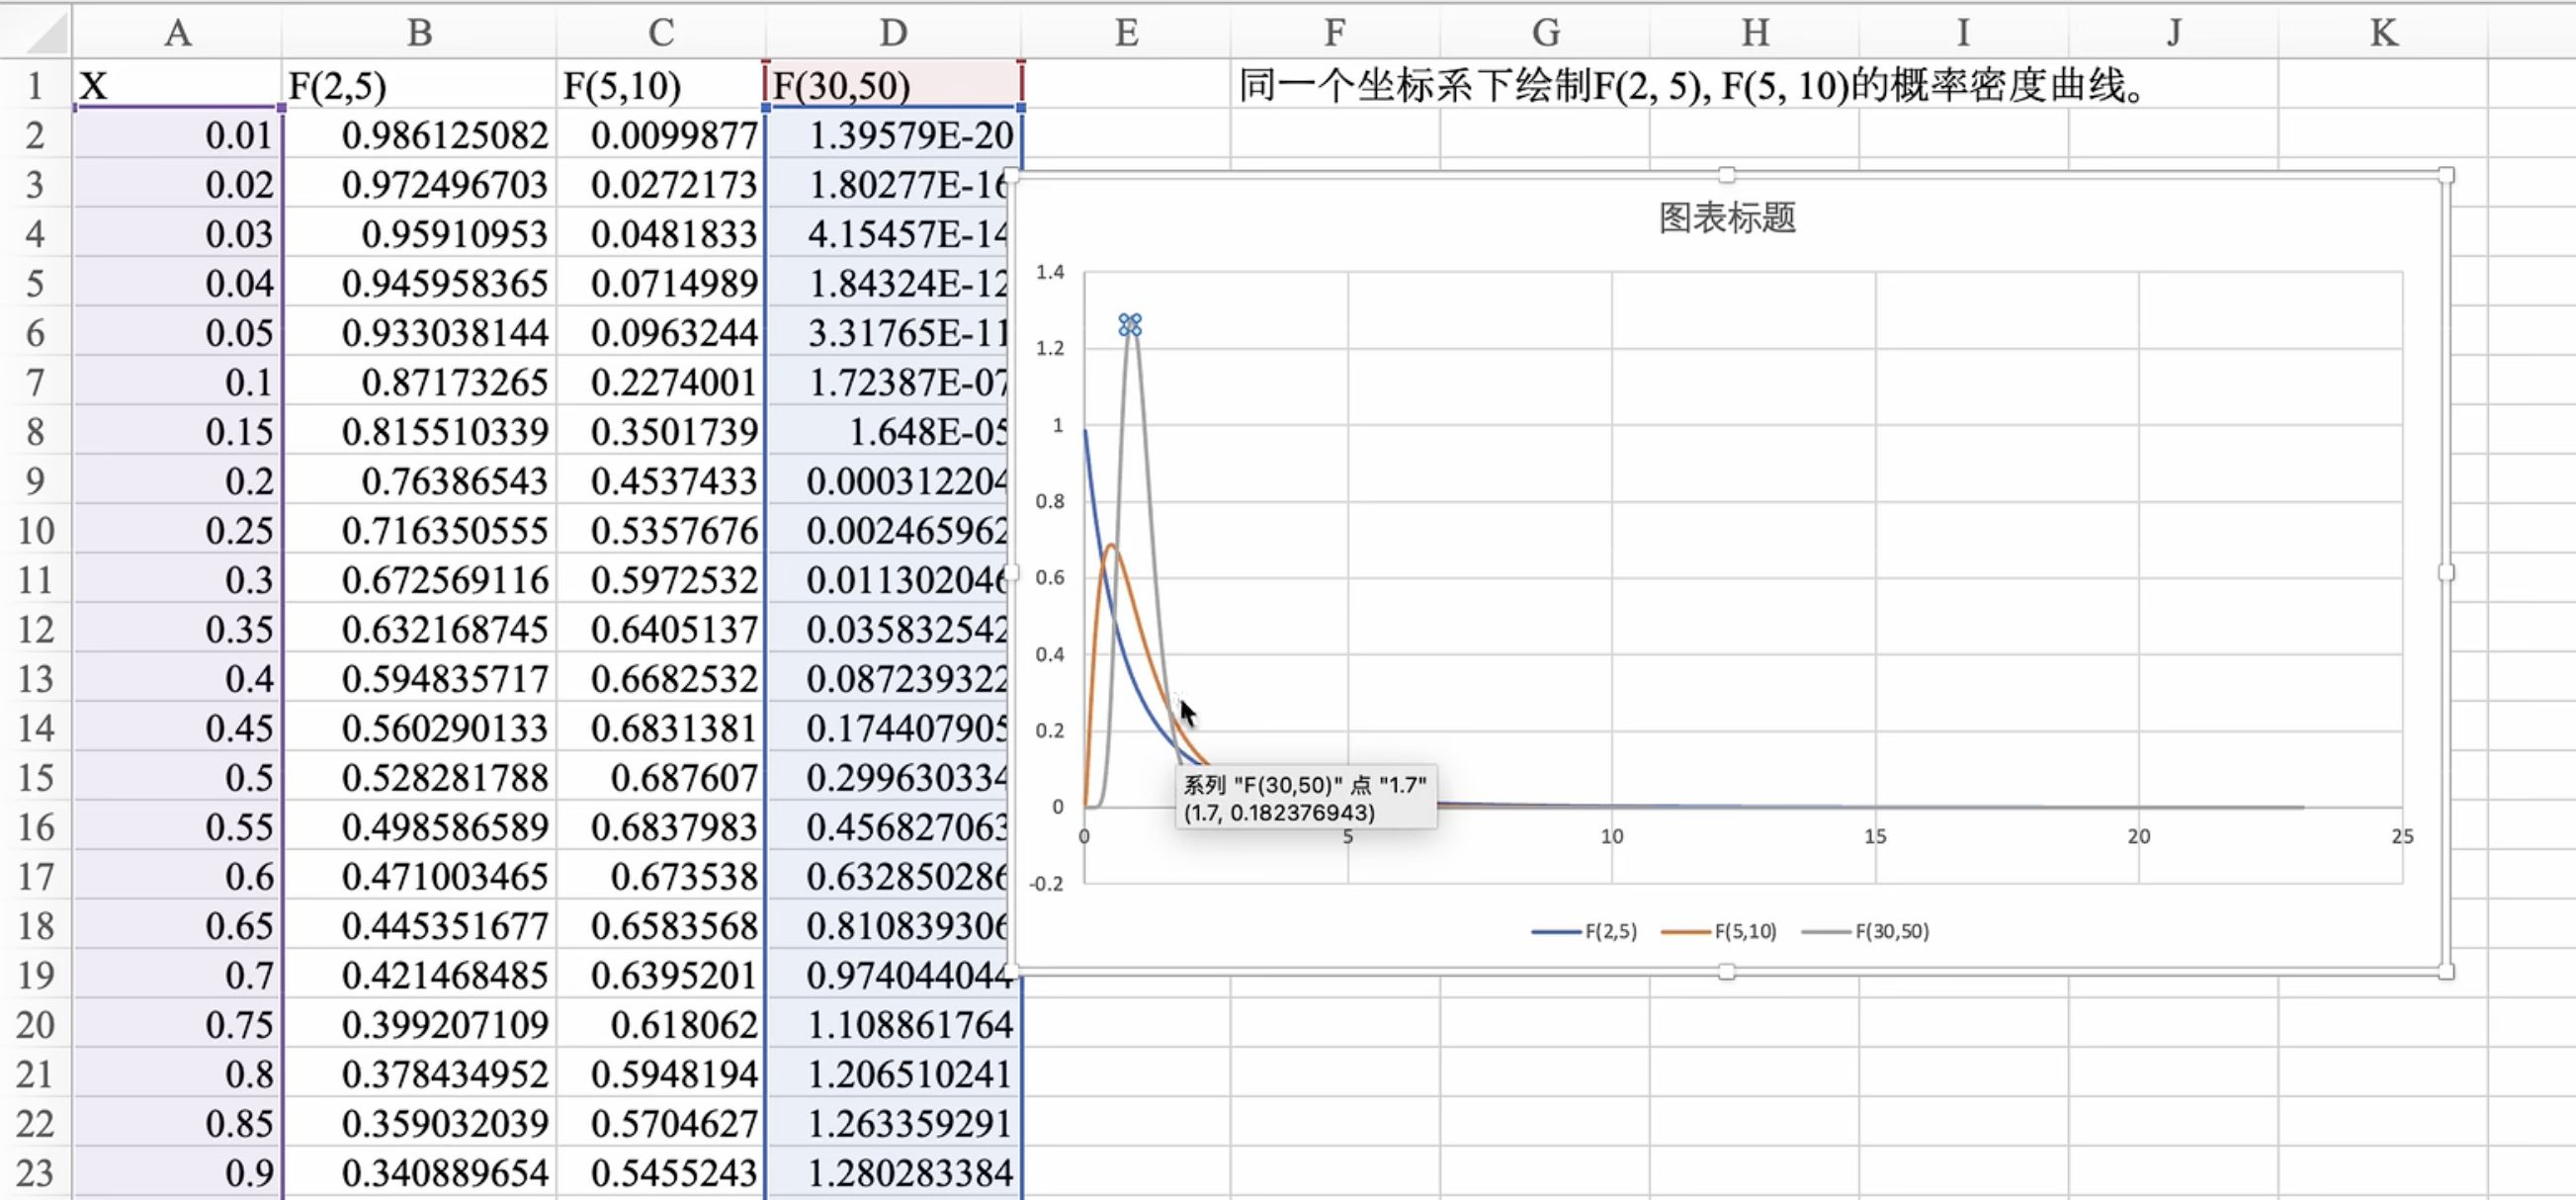 A B C D E F G H I J K
1 X F(2,5) F(5,10) F(30,50) 同一个坐标系下绘制F(2, 5), F(5, 10)的概率密度曲线。
2 0.01 0.986125082 0.0099877 1.39579E-20
3 0.02 0.972496703 0.0272173 1.80277E-16
4 0.03 0.95910953 0.0481833 4.15457E-14
5 0.04 0.945958365 0.0714989 1.84324E-12
6 0.05 0.933038144 0.0963244 3.31765E-11
7 0.1 0.87173265 0.2274001 1.72387E-07
8 0.15 0.815510339 0.3501739 1.648E-05
9 0.2 0.76386543 0.4537433 0.000312204
10 0.25 0.716350555 0.5357676 0.002465962
11 0.3 0.672569116 0.5972532 0.011302046
12 0.35 0.632168745 0.6405137 0.035832542
13 0.4 0.594835717 0.6682532 0.087239322
14 0.45 0.560290133 0.6831381 0.174407905
15 0.5 0.528281788 0.687607 0.299630334
16 0.55 0.498586589 0.6837983 0.456827063
17 0.6 0.471003465 0.673538 0.632850286
18 0.65 0.445351677 0.6583568 0.810839306
19 0.7 0.421468485 0.6395201 0.974044044
20 0.75 0.399207109 0.618062 1.108861764
21 0.8 0.378434952 0.5948194 1.206510241
22 0.85 0.359032039 0.5704627 1.263359291
23 0.9 0.340889654 0.5455243 1.280283384
图表标题
1.4
1.2
1
0.8
0.6
0.4
0.2
0
-0.2
系列 "F(30,50)" 点 "1.7"
(1.7, 0.182376943)
0 5 10 15 20 25
F(2,5) F(5,10) F(30,50)